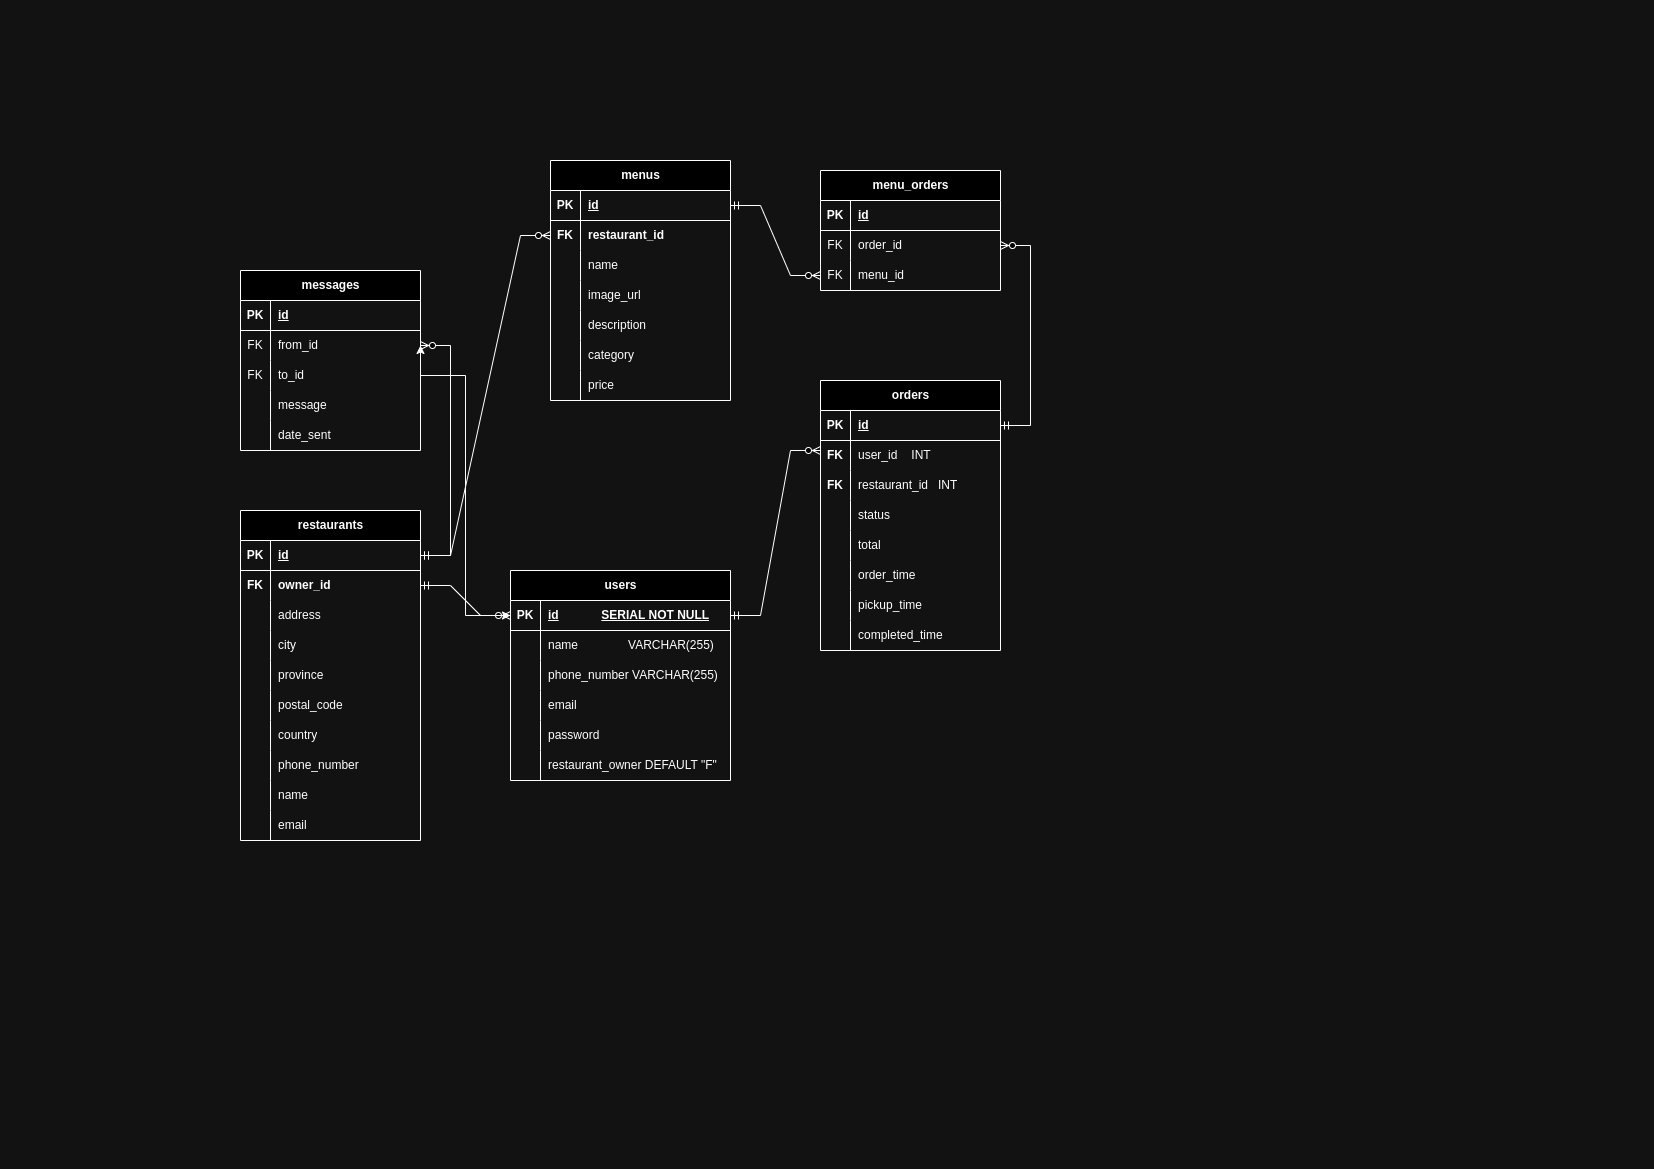 menus
PK id
FK restaurant_id
name
image_url
description
category
price
menu_orders
PK id
FK order_id
FK menu_id
messages
PK id
FK from_id
FK to_id
message
date_sent
orders
PK id
FK user_id INT
FK restaurant_id INT
status
total
order_time
pickup_time
completed_time
restaurants
PK id
FK owner_id
address
city
province
postal_code
country
phone_number
name
email
users
PK id SERIAL NOT NULL
name VARCHAR(255)
phone_number VARCHAR(255)
email
password
restaurant_owner DEFAULT "F"